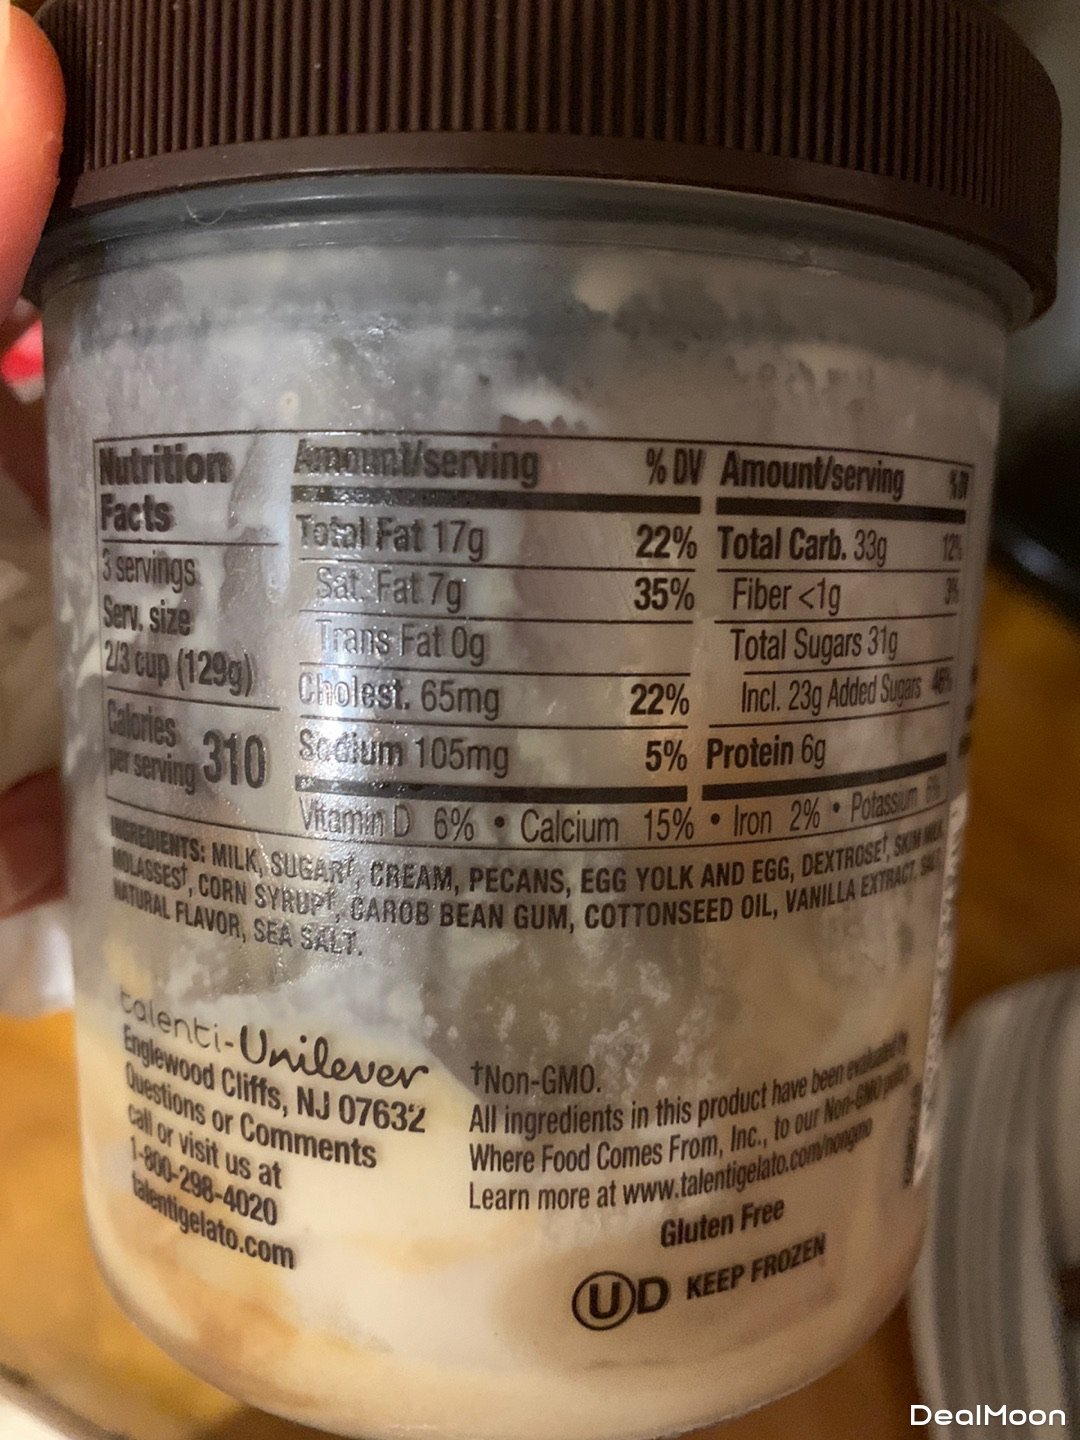 Nutrition
Facts
3 servings
Serv. size
2/3 cup (129g)
Calories
per serving 310
Amount/serving % DV
Total Fat 17g 22%
Sat. Fat 7g 35%
Trans Fat 0g
Cholest. 65mg 22%
Sodium 105mg 5%
Amount/serving % DV
Total Carb. 33g 12%
Fiber <1g 3%
Total Sugars 31g
Incl. 23g Added Sugars 46%
Protein 6g
Vitamin D 6% • Calcium 15% • Iron 2% • Potassium 6%
INGREDIENTS: MILK, SUGAR†, CREAM, PECANS, EGG YOLK AND EGG, DEXTROSE†, SKIM MILK,
MOLASSES†, CORN SYRUP†, CAROB BEAN GUM, COTTONSEED OIL, VANILLA EXTRACT, SALT,
NATURAL FLAVOR, SEA SALT.
talenti-Unilever
Englewood Cliffs, NJ 07632
Questions or Comments
call or visit us at
1-800-298-4020
talentigelato.com
†Non-GMO.
All ingredients in this product have been evaluated by
Where Food Comes From, Inc., to our Non-GMO policy.
Learn more at www.talentigelato.com/nongmo
Gluten Free
UD KEEP FROZEN
DealMoon